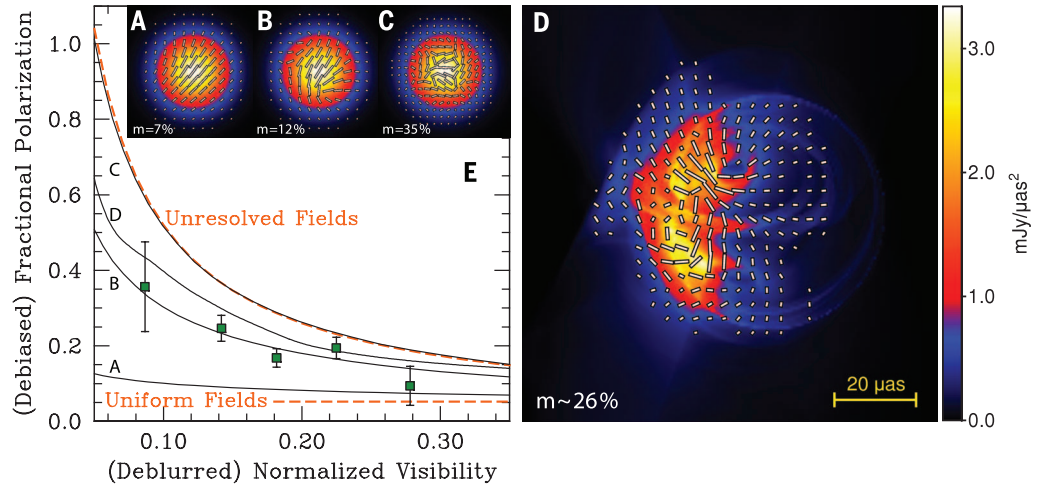 A
B
C
m=7%
m=12%
m=35%
E
C
D
B
A
Unresolved Fields
Uniform Fields
1.0
0.8
0.6
0.4
0.2
0.0
0.10
0.20
0.30
(Debiased) Fractional Polarization
(Deblurred) Normalized Visibility
D
m~26%
20 μas
3.0
2.0
1.0
0.0
mJy/μas²